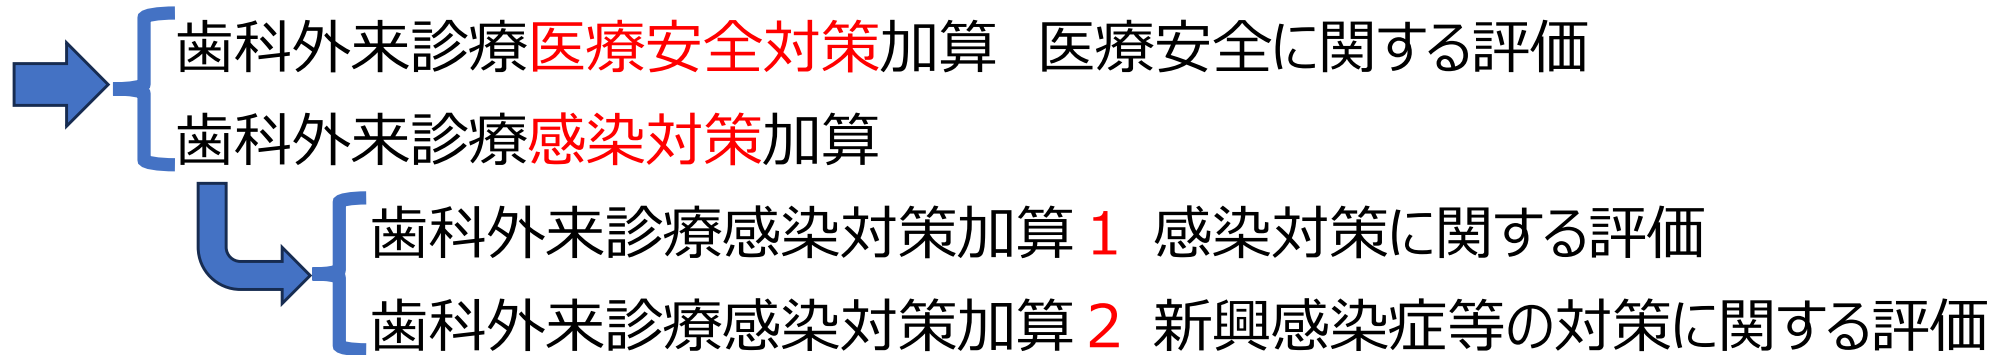 歯科外来診療医療安全対策加算　医療安全に関する評価
歯科外来診療感染対策加算
歯科外来診療感染対策加算１　感染対策に関する評価
歯科外来診療感染対策加算２　新興感染症等の対策に関する評価